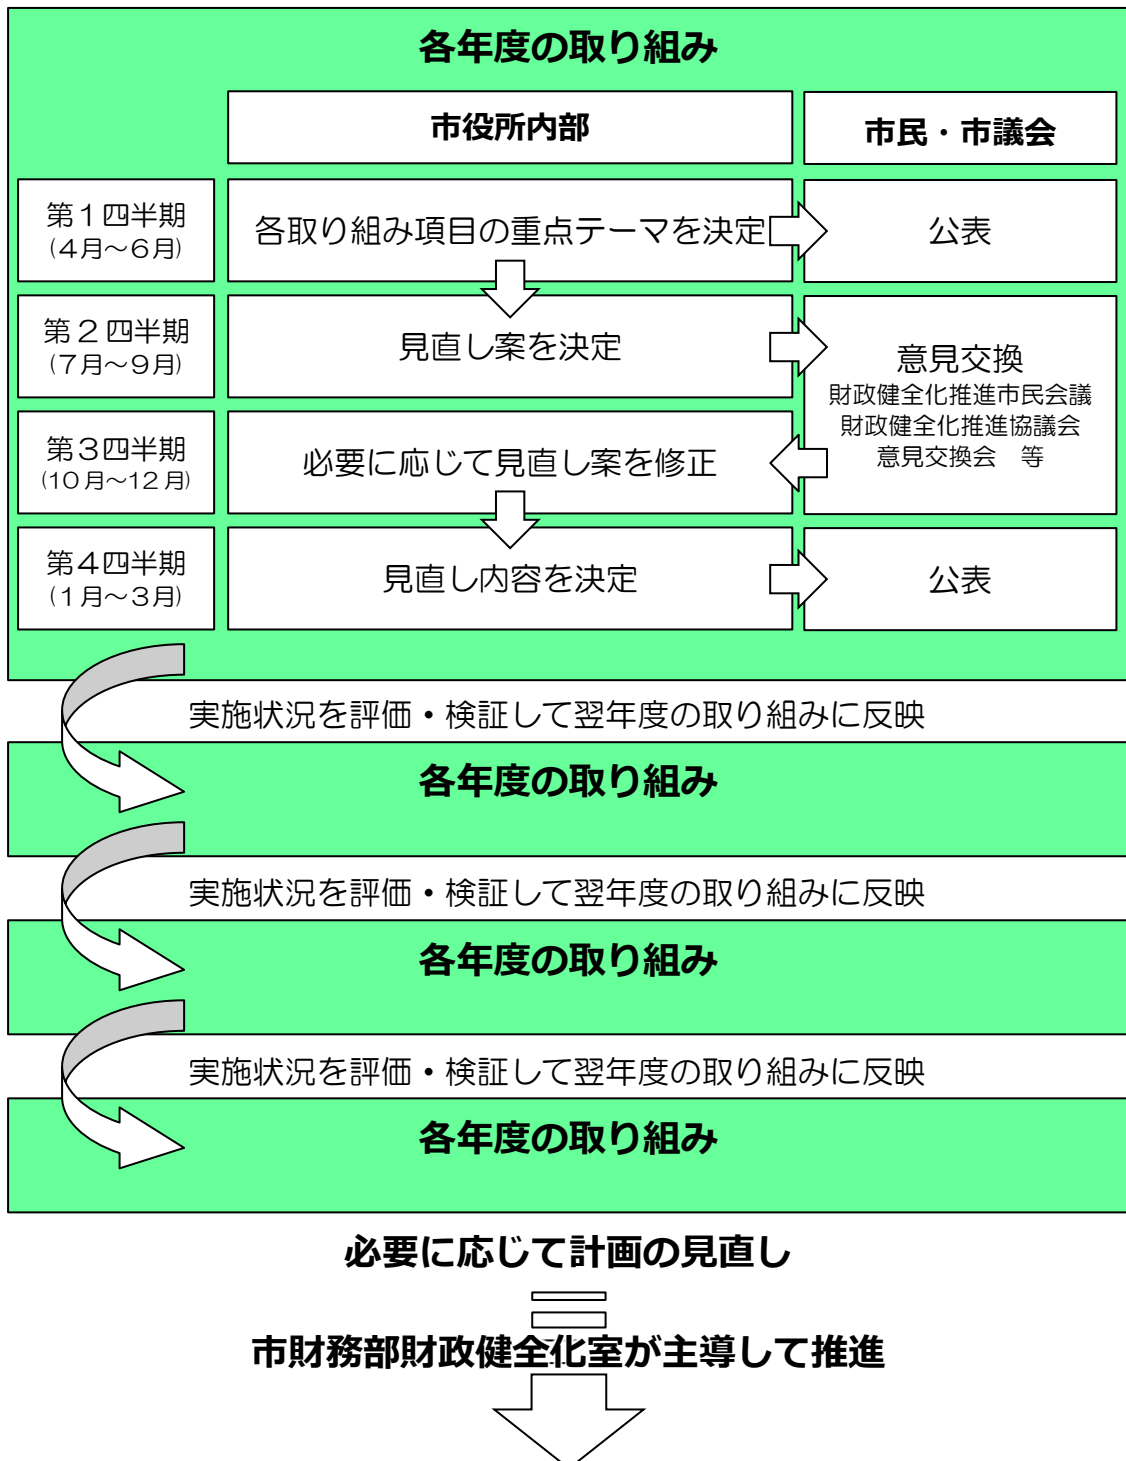 各年度の取り組み
市役所内部
市民・市議会
第1四半期
(4月～6月)
各取り組み項目の重点テーマを決定
公表
第2四半期
(7月～9月)
見直し案を決定
意見交換
財政健全化推進市民会議
財政健全化推進協議会
意見交換会　等
第3四半期
(10月～12月)
必要に応じて見直し案を修正
第4四半期
(1月～3月)
見直し内容を決定
公表
実施状況を評価・検証して翌年度の取り組みに反映
各年度の取り組み
実施状況を評価・検証して翌年度の取り組みに反映
各年度の取り組み
実施状況を評価・検証して翌年度の取り組みに反映
各年度の取り組み
必要に応じて計画の見直し
市財務部財政健全化室が主導して推進